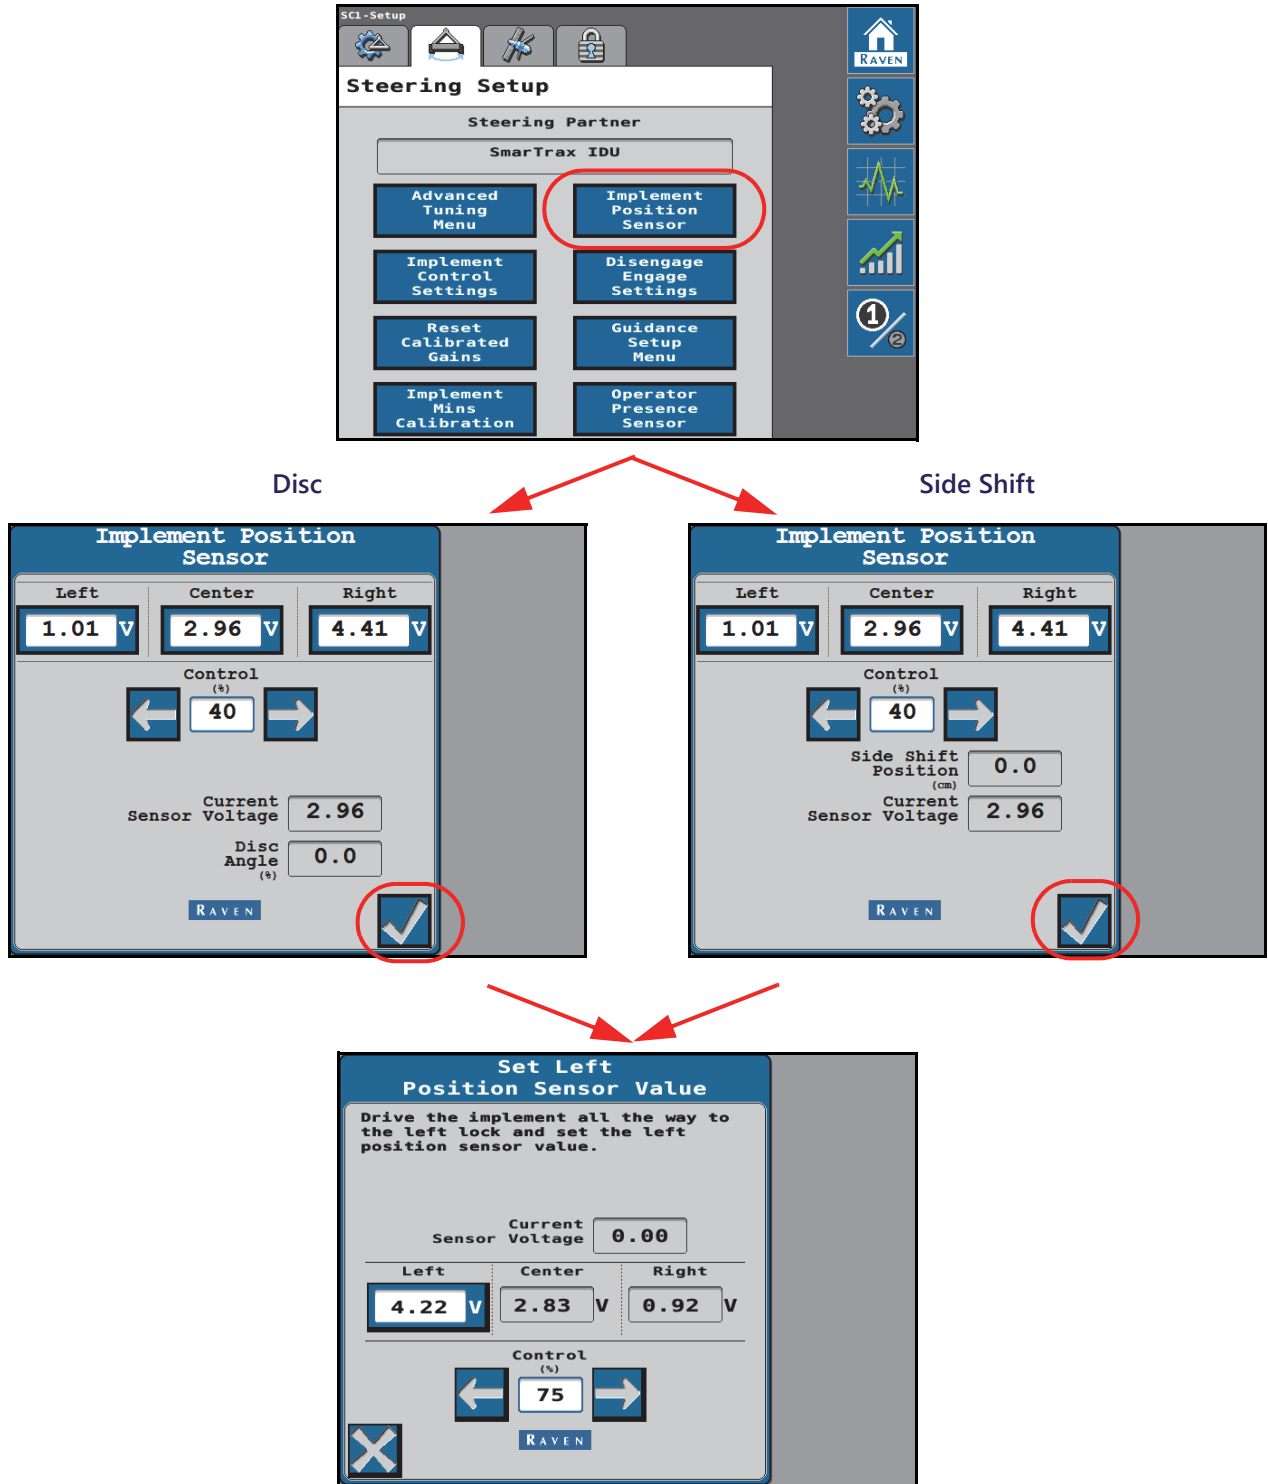 SC1-Setup
RAVEN
Steering Setup
Steering Partner
SmarTrax IDU
Advanced
Tuning
Menu
Implement
Position
Sensor
Implement
Control
Settings
Disengage
Engage
Settings
1/2
Reset
Calibrated
Gains
Guidance
Setup
Menu
Implement
Mins
Calibration
Operator
Presence
Sensor
Disc
Side Shift
Implement Position
Sensor
Left Center Right
1.01 V 2.96 V 4.41 V
Control
(%)
40
Current
Sensor Voltage 2.96
Disc
Angle 0.0
(%)
RAVEN
Implement Position
Sensor
Left Center Right
1.01 V 2.96 V 4.41 V
Control
(%)
40
Side Shift
Position 0.0
(cm)
Current
Sensor Voltage 2.96
RAVEN
Set Left
Position Sensor Value
Drive the implement all the way to
the left lock and set the left
position sensor value.
Current
Sensor Voltage 0.00
Left Center Right
4.22 V 2.83 V 0.92 V
Control
(%)
75
RAVEN